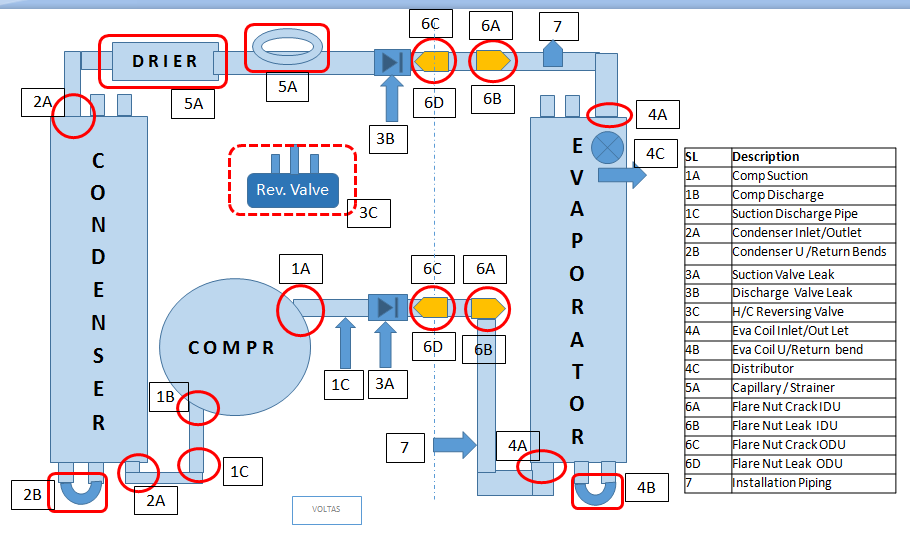 6C
6A
7
DRIER
5A
5A
2A
6D
6B
3B
4A
4C
CONDENSER
EVAPORATOR
Rev. Valve
3C
1A
6C
6A
COMPR
6D
6B
1C
3A
1B
7
4A
1C
2B
2A
4B
VOLTAS
SL Description
1A Comp Suction
1B Comp Discharge
1C Suction Discharge Pipe
2A Condenser Inlet/Outlet
2B Condenser U /Return Bends
3A Suction Valve Leak
3B Discharge Valve Leak
3C H/C Reversing Valve
4A Eva Coil Inlet/Out Let
4B Eva Coil U/Return bend
4C Distributor
5A Capillary / Strainer
6A Flare Nut Crack IDU
6B Flare Nut Leak IDU
6C Flare Nut Crack ODU
6D Flare Nut Leak ODU
7 Installation Piping